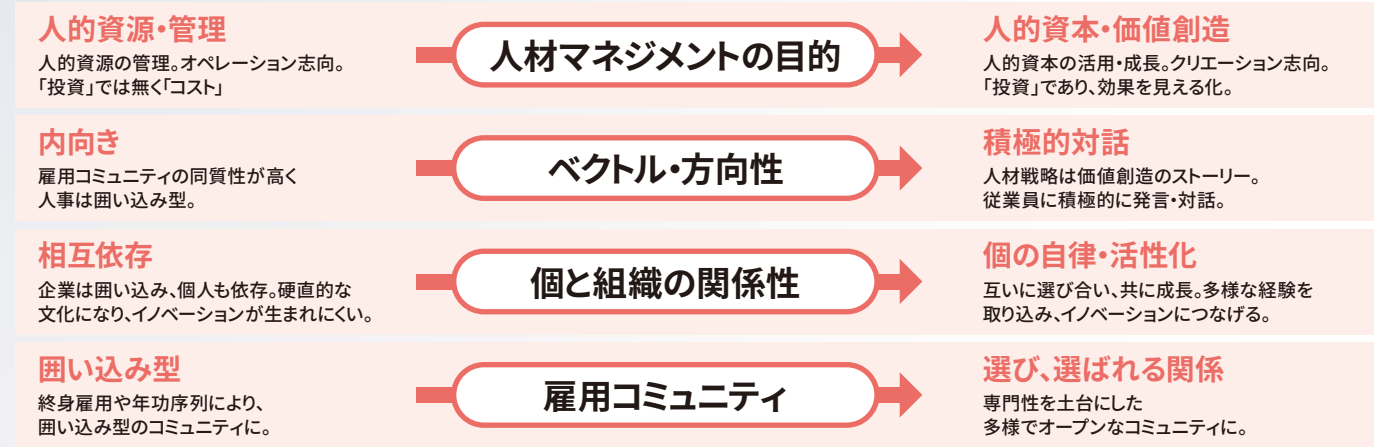 人的資源・管理
人的資源の管理。オペレーション志向。
「投資」では無く「コスト」
人材マネジメントの目的
人的資本・価値創造
人的資本の活用・成長。クリエーション志向。
「投資」であり、効果を見える化。
内向き
雇用コミュニティの同質性が高く
人事は囲い込み型。
ベクトル・方向性
積極的対話
人材戦略は価値創造のストーリー。
従業員に積極的に発言・対話。
相互依存
企業は囲い込み、個人も依存。硬直的な
文化になり、イノベーションが生まれにくい。
個と組織の関係性
個の自律・活性化
互いに選び合い、共に成長。多様な経験を
取り込み、イノベーションにつなげる。
囲い込み型
終身雇用や年功序列により、
囲い込み型のコミュニティに。
雇用コミュニティ
選び、選ばれる関係
専門性を土台にした
多様でオープンなコミュニティに。